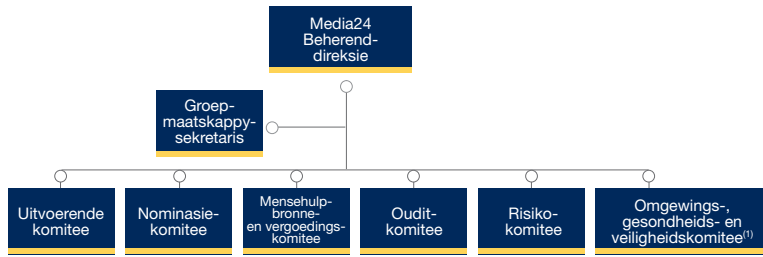 Media24
Beherend-
direksie
Groep-
maatskappy-
sekretaris
Uitvoerende
komitee
Nominasie-
komitee
Mensehulp-
bronne-
en vergoedings-
komitee
Oudit-
komitee
Risiko-
komitee
Omgewings-,
gesondheids- en
veiligheidskomitee(1)